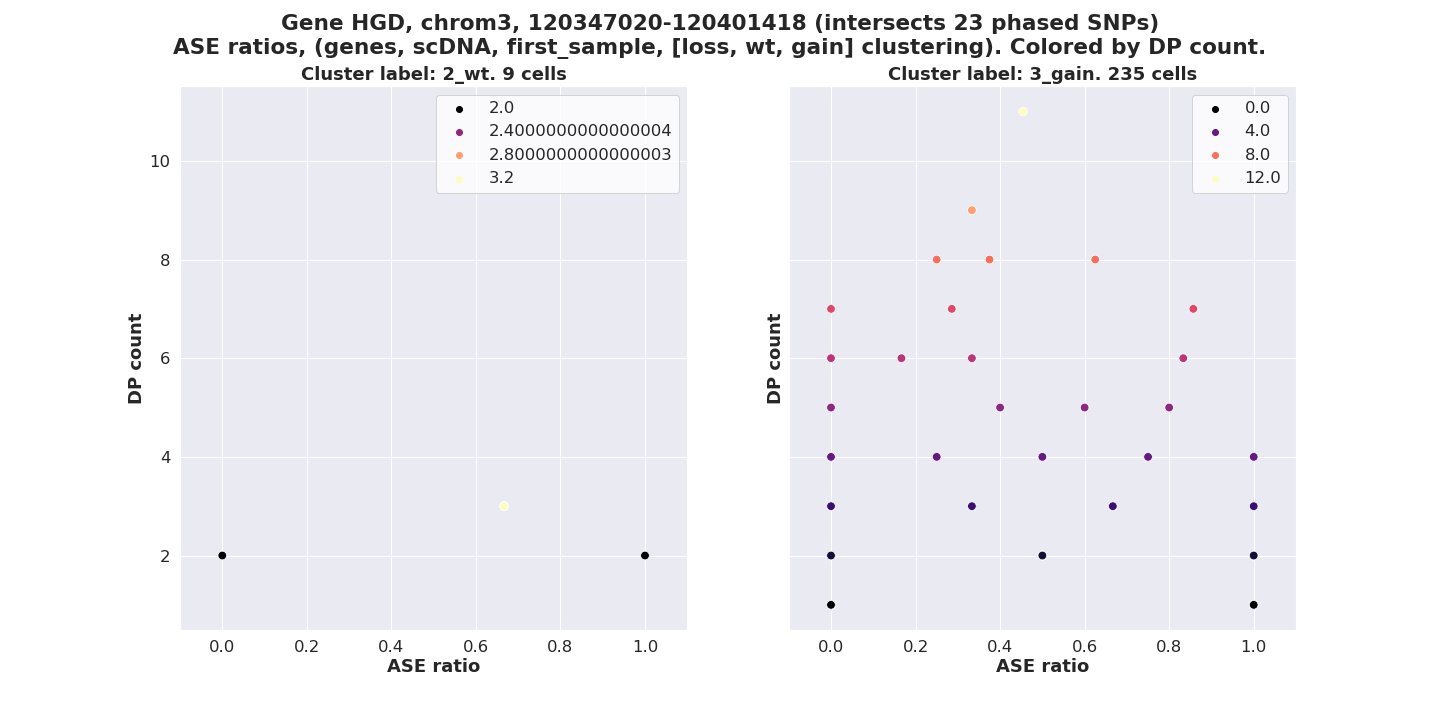 Gene HGD, chrom3, 120347020-120401418 (intersects 23 phased SNPs)
ASE ratios, (genes, scDNA, first_sample, [loss, wt, gain] clustering). Colored by DP count.
Cluster label: 2_wt. 9 cells
2.0
2.4000000000000004
2.8000000000000003
3.2
DP count
10
8
6
4
2
0.0 0.2 0.4 0.6 0.8 1.0
ASE ratio
Cluster label: 3_gain. 235 cells
0.0
4.0
8.0
12.0
DP count
0.0 0.2 0.4 0.6 0.8 1.0
ASE ratio